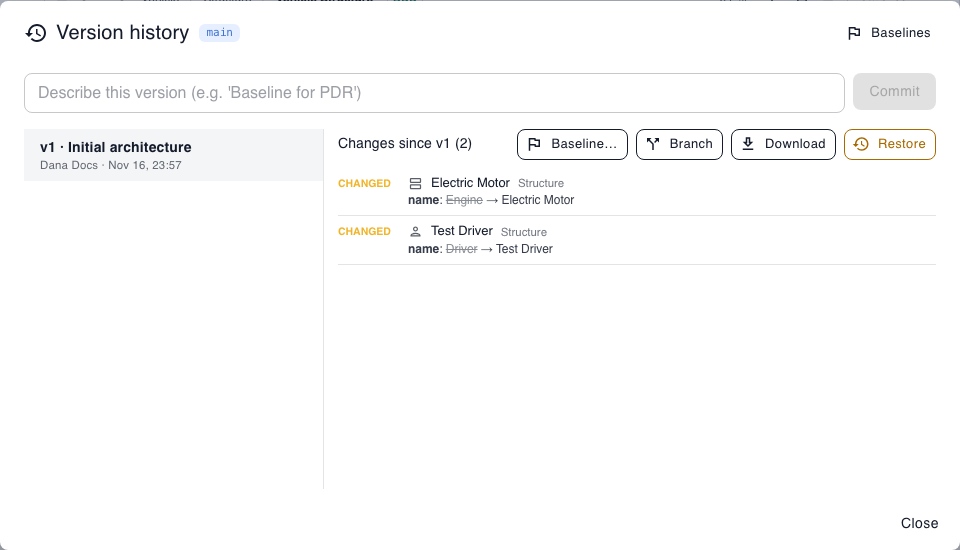 Version history main Baselines
Describe this version (e.g. 'Baseline for PDR') Commit
v1 · Initial architecture
Dana Docs · Nov 16, 23:57
Changes since v1 (2) Baseline... Branch Download Restore
CHANGED Electric Motor Structure
name: Engine → Electric Motor
CHANGED Test Driver Structure
name: Driver → Test Driver
Close